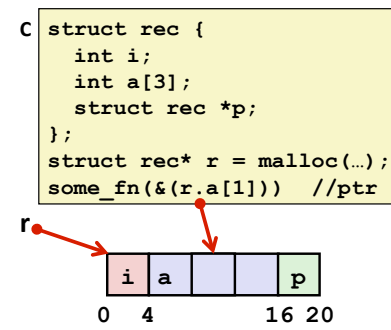 C
struct rec {
  int i;
  int a[3];
  struct rec *p;
};
struct rec* r = malloc(…);
some_fn(&(r.a[1])) //ptr
r
i a p
0 4 16 20